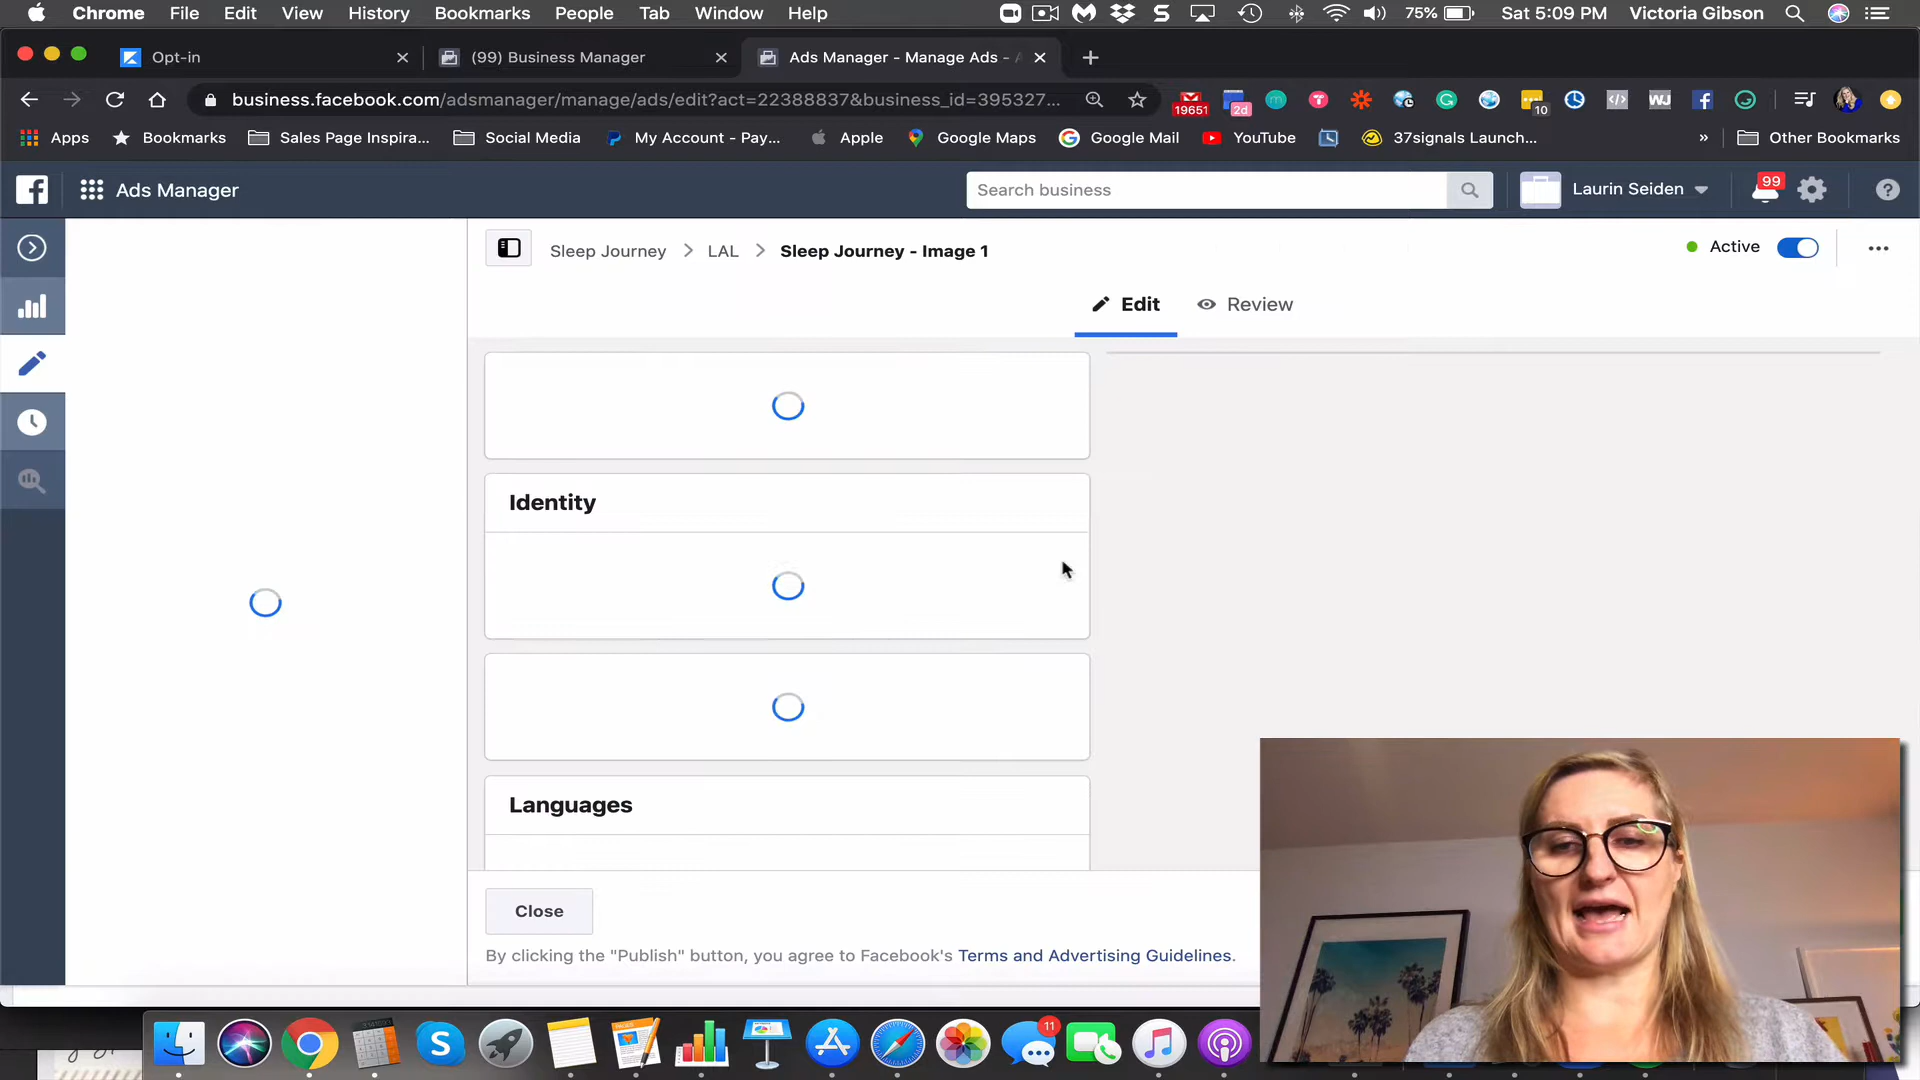 Chrome File Edit View History Bookmarks People Tab Window Help 75% Sat 5:09 PM Victoria Gibson
Opt-in (99) Business Manager Ads Manager - Manage Ads - A
business.facebook.com/adsmanager/manage/ads/edit?act=22388837&business_id=395327... 19651 2d 10
Apps Bookmarks Sales Page Inspira... Social Media My Account - Pay... Apple Google Maps Google Mail YouTube 37signals Launch... » Other Bookmarks
Ads Manager Search business Laurin Seiden 99
Sleep Journey > LAL > Sleep Journey - Image 1 Active
Edit Review
Identity
Languages
Close
By clicking the "Publish" button, you agree to Facebook's Terms and Advertising Guidelines.
11